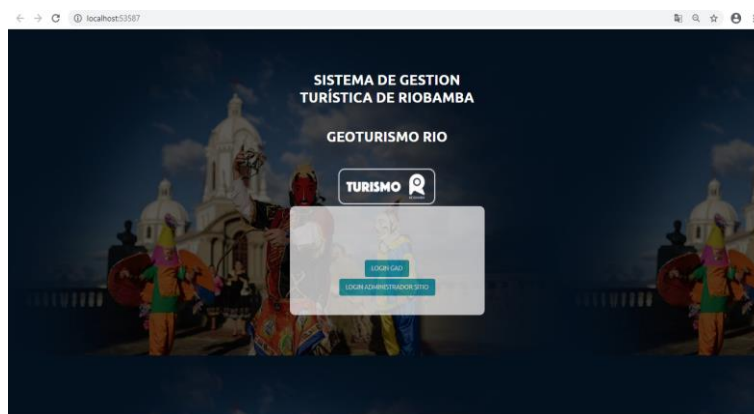 localhost:53587
SISTEMA DE GESTION
TURÍSTICA DE RIOBAMBA
GEOTURISMO RIO
TURISMO R
LOGIN GAD
LOGIN ADMINISTRADOR SITIO